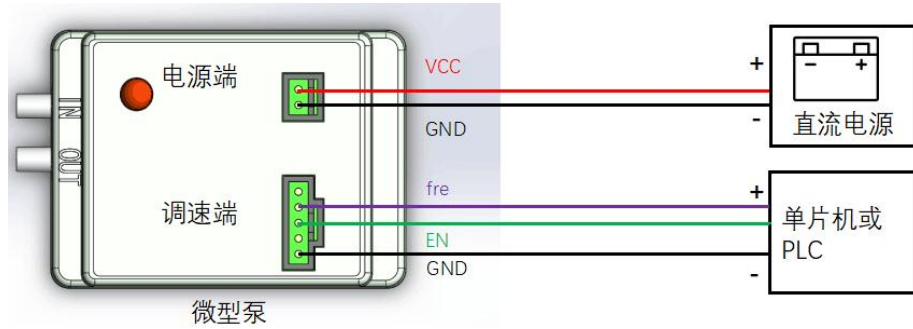 电源端
IN
OUT
调速端
微型泵
VCC
GND
fre
EN
GND
+
-
- +
直流电源
+
-
单片机或
PLC